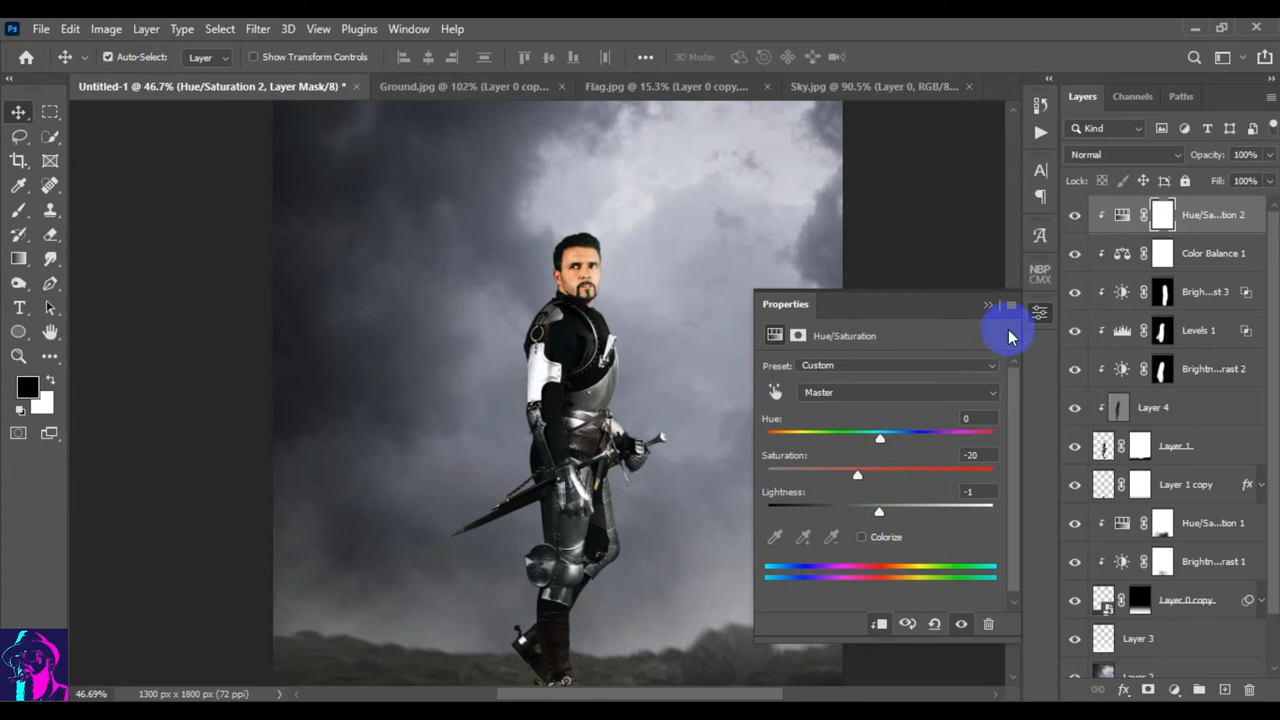 Ps File Edit Image Layer Type Select Filter 3D View Plugins Window Help
Auto-Select: Layer Show Transform Controls 3D Mode:
Untitled-1 @ 46.7% (Hue/Saturation 2, Layer Mask/8) * Ground.jpg @ 102% (Layer 0 cop... Flag.jpg @ 15.3% (Layer 0 copy,... Sky.jpg @ 90.5% (Layer 0, RGB/8...
Layers Channels Paths
Kind
Normal Opacity: 100%
Lock: Fill: 100%
Hue/Sa...tion 2
Color Balance 1
Brigh...st 3
Levels 1
Brightn...rast 2
Layer 4
Layer 1
Layer 1 copy fx
Hue/Sa...tion 1
Brightn...rast 1
Layer 0 copy
Layer 3
NBP
CMX
Properties
Hue/Saturation
Preset: Custom
Master
Hue: 0
Saturation: -20
Lightness: -1
Colorize
46.69% 1300 px x 1800 px (72 ppi)
fx